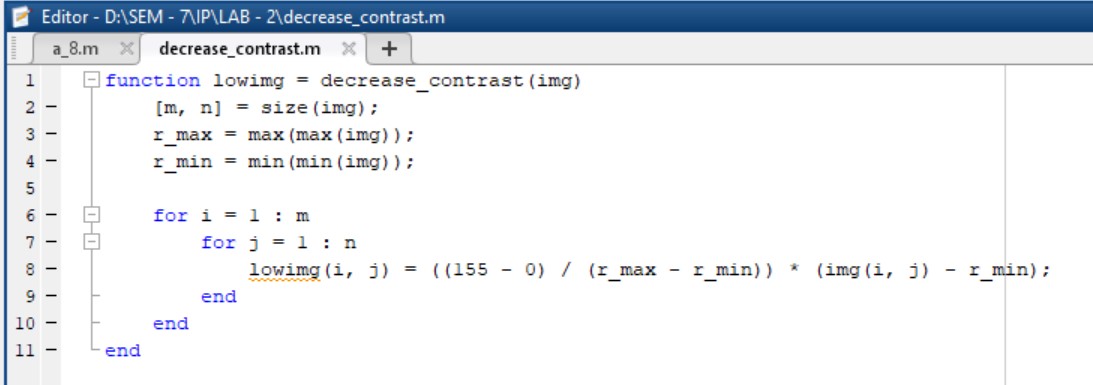 Editor - D:\SEM - 7\IP\LAB - 2\decrease_contrast.m
a_8.m × decrease_contrast.m × +
1 function lowimg = decrease_contrast(img)
2 - [m, n] = size(img);
3 - r_max = max(max(img));
4 - r_min = min(min(img));
5
6 - for i = 1 : m
7 - for j = 1 : n
8 - lowimg(i, j) = ((155 - 0) / (r_max - r_min)) * (img(i, j) - r_min);
9 - end
10 - end
11 - end